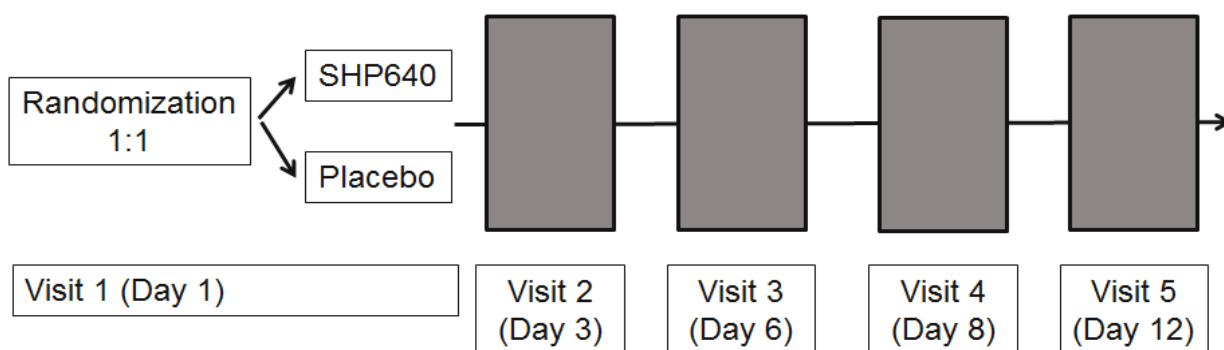 Randomization
1:1
SHP640
Placebo
Visit 1 (Day 1)
Visit 2
(Day 3)
Visit 3
(Day 6)
Visit 4
(Day 8)
Visit 5
(Day 12)